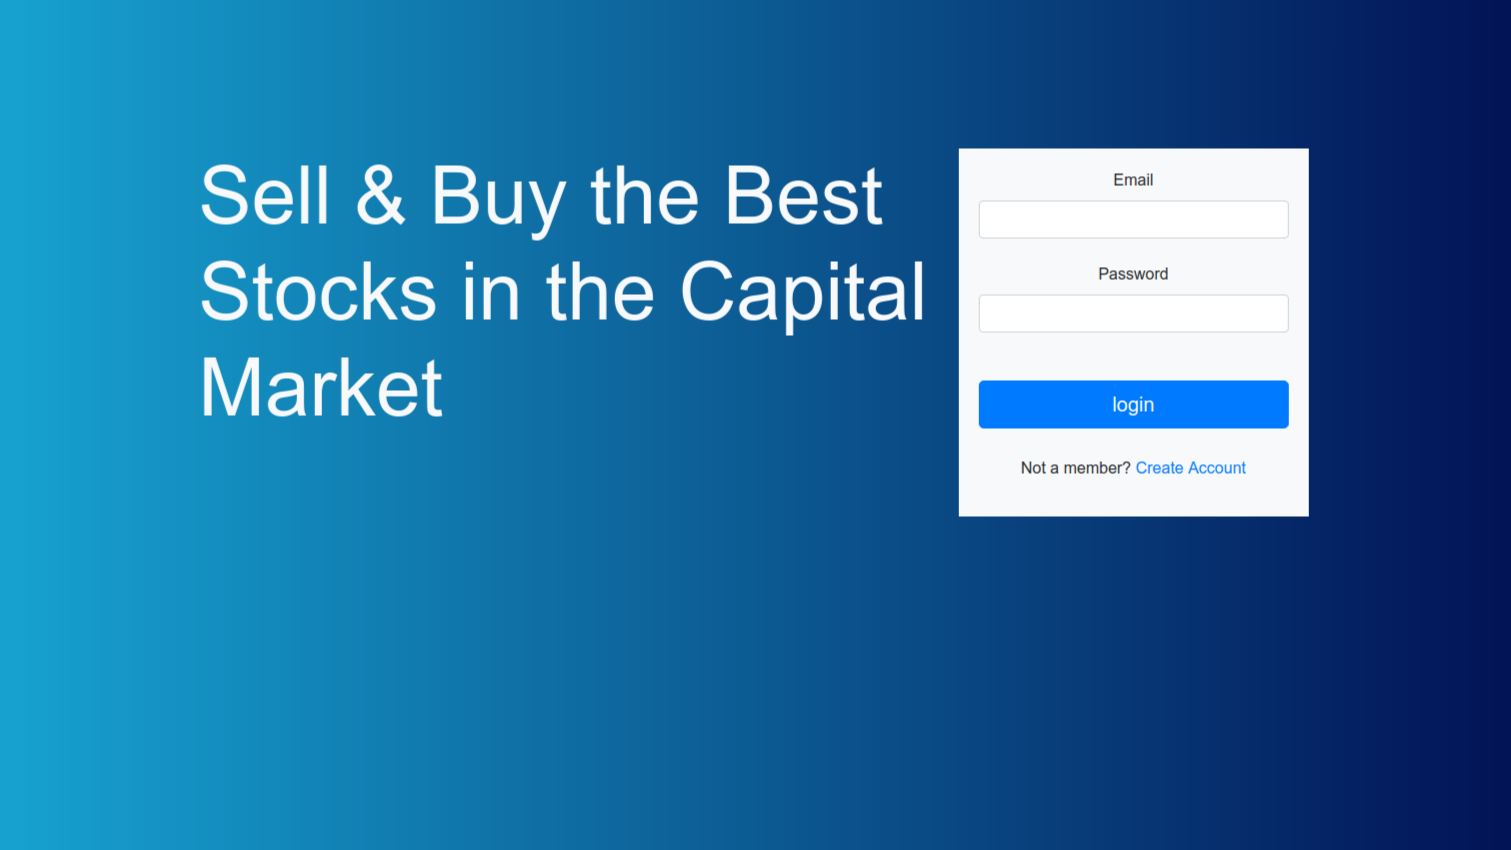 Sell & Buy the Best
Stocks in the Capital
Market
Email
Password
login
Not a member? Create Account